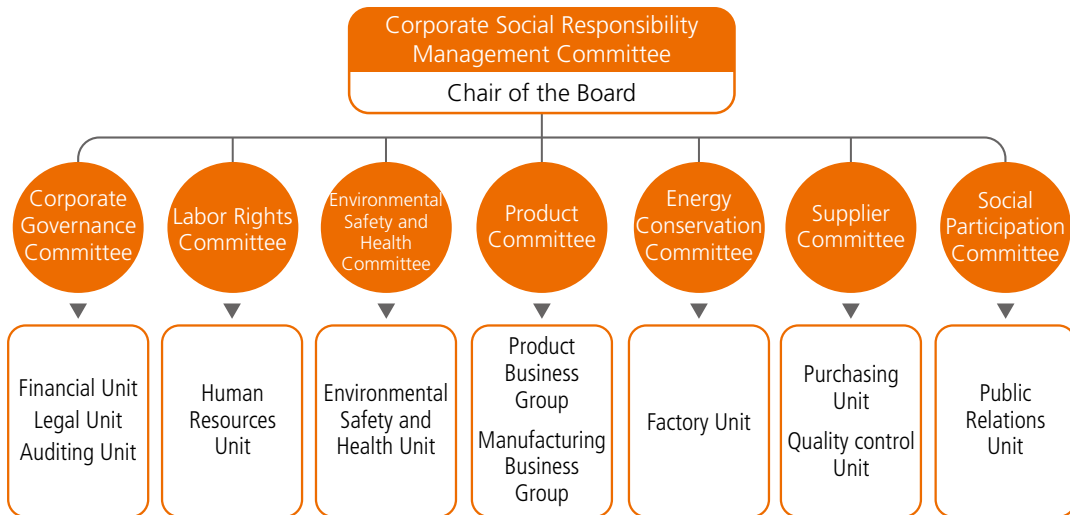 Corporate Social Responsibility
Management Committee
Chair of the Board
Corporate
Governance
Committee
Labor Rights
Committee
Environmental
Safety and
Health
Committee
Product
Committee
Energy
Conservation
Committee
Supplier
Committee
Social
Participation
Committee
Financial Unit
Legal Unit
Auditing Unit
Human
Resources
Unit
Environmental
Safety and
Health Unit
Product
Business
Group
Manufacturing
Business
Group
Factory Unit
Purchasing
Unit
Quality control
Unit
Public
Relations
Unit